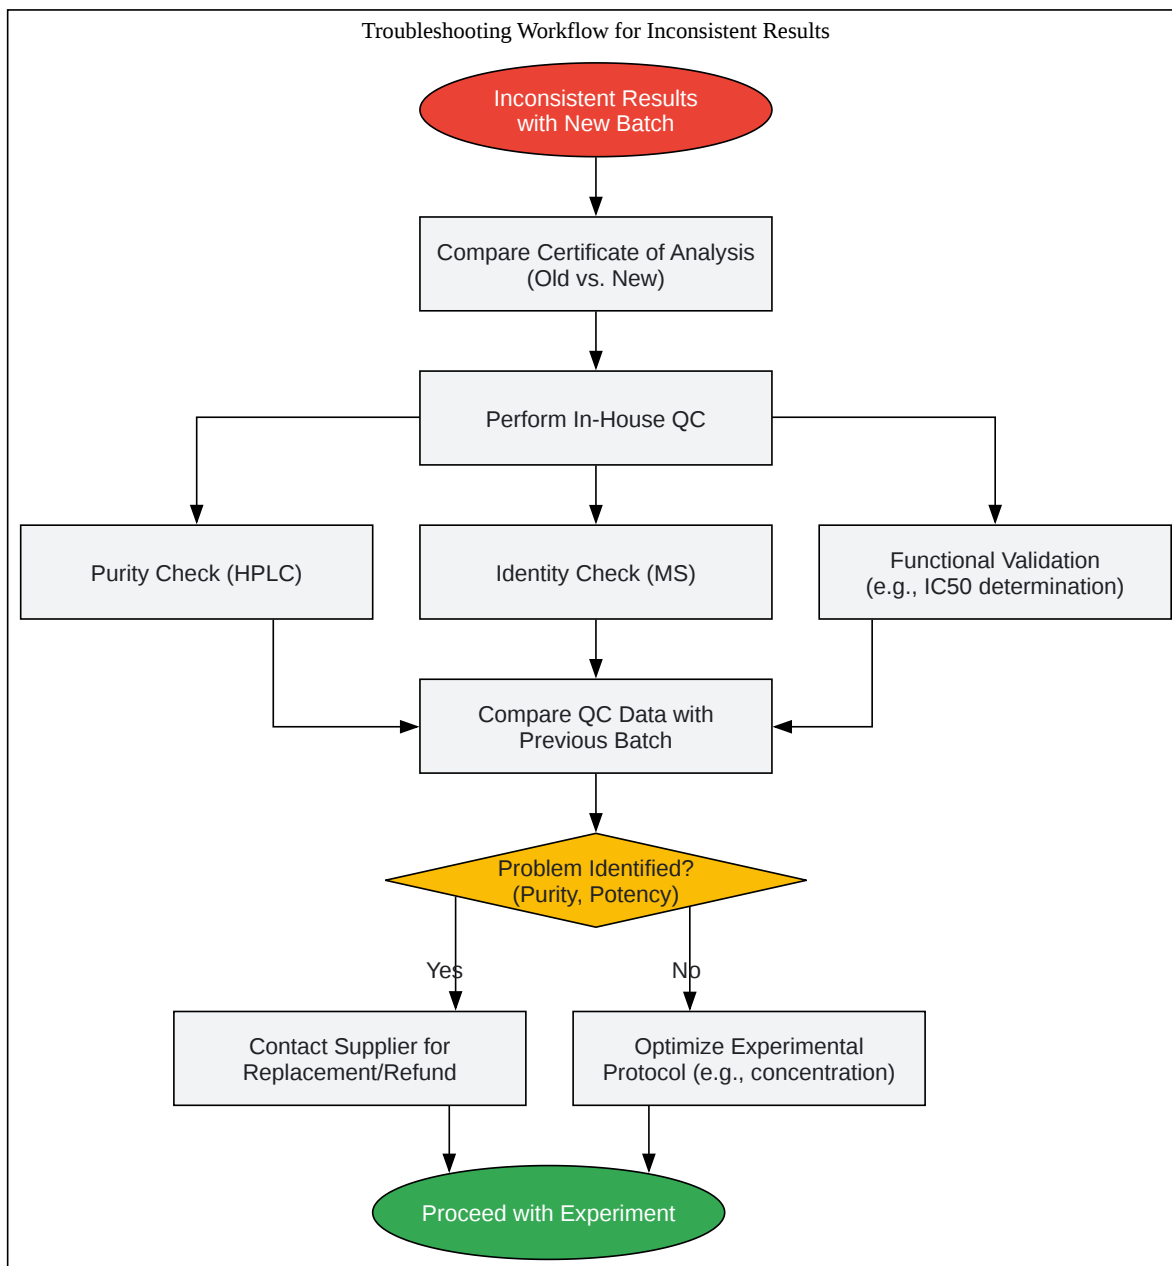 Troubleshooting Workflow for Inconsistent Results
Inconsistent Results
with New Batch
Compare Certificate of Analysis
(Old vs. New)
Perform In-House QC
Purity Check (HPLC)
Identity Check (MS)
Functional Validation
(e.g., IC50 determination)
Compare QC Data with
Previous Batch
Problem Identified?
(Purity, Potency)
Yes
No
Contact Supplier for
Replacement/Refund
Optimize Experimental
Protocol (e.g., concentration)
Proceed with Experiment